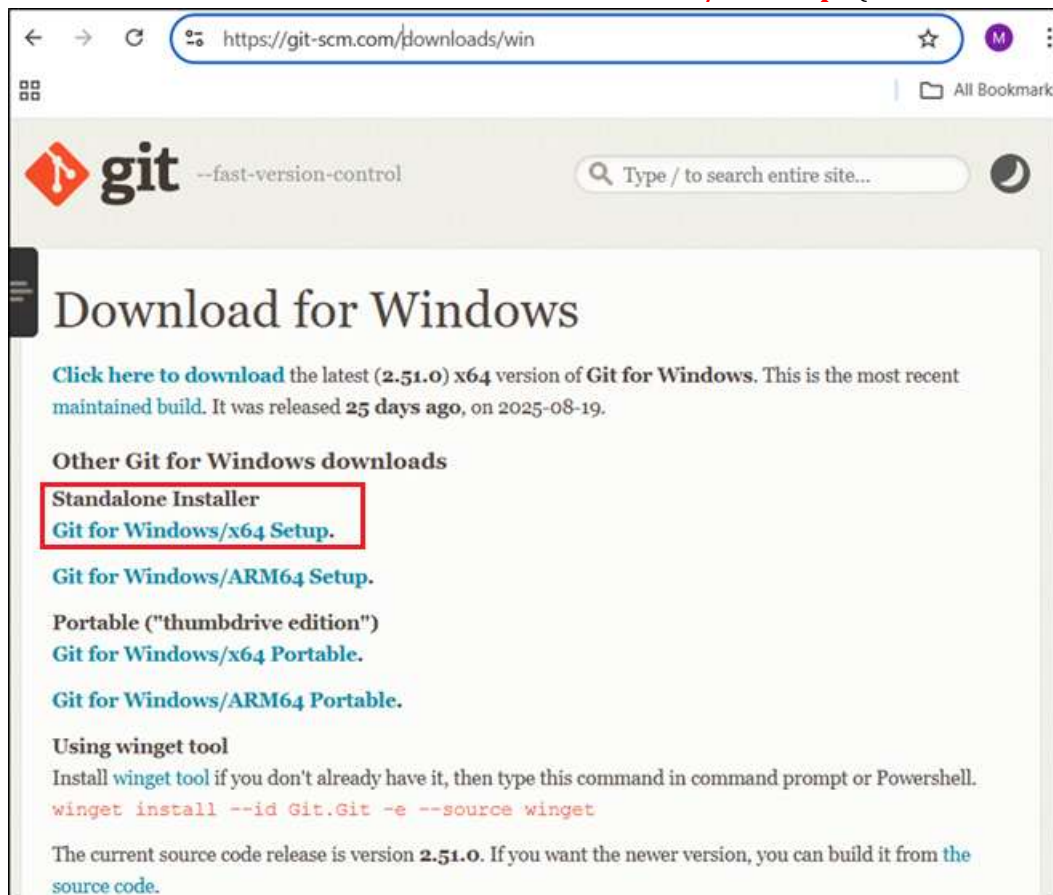 https://git-scm.com/downloads/win
M
All Bookmark
git --fast-version-control
Type / to search entire site...
Download for Windows
Click here to download the latest (2.51.0) x64 version of Git for Windows. This is the most recent
maintained build. It was released 25 days ago, on 2025-08-19.
Other Git for Windows downloads
Standalone Installer
Git for Windows/x64 Setup.
Git for Windows/ARM64 Setup.
Portable ("thumbdrive edition")
Git for Windows/x64 Portable.
Git for Windows/ARM64 Portable.
Using winget tool
Install winget tool if you don't already have it, then type this command in command prompt or Powershell.
winget install --id Git.Git -e --source winget
The current source code release is version 2.51.0. If you want the newer version, you can build it from the
source code.